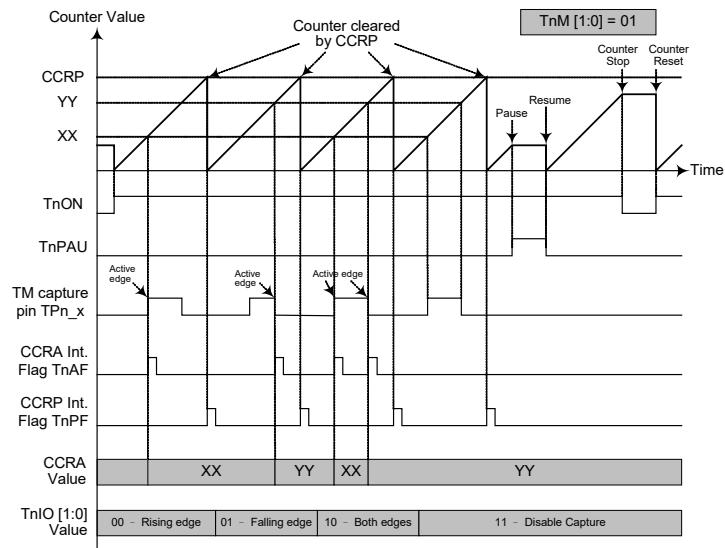 Counter Value
Counter cleared
by CCRP
TnM [1:0] = 01
Counter
Stop
Counter
Reset
CCRP
YY
XX
Pause
Resume
Time
TnON
TnPAU
Active
edge
Active
edge
Active edge
TM capture
pin TPn_x
CCRA Int.
Flag TnAF
CCRP Int.
Flag TnPF
CCRA
Value
XX
YY
XX
YY
TnIO [1:0]
Value
00 – Rising edge
01 – Falling edge
10 – Both edges
11 – Disable Capture